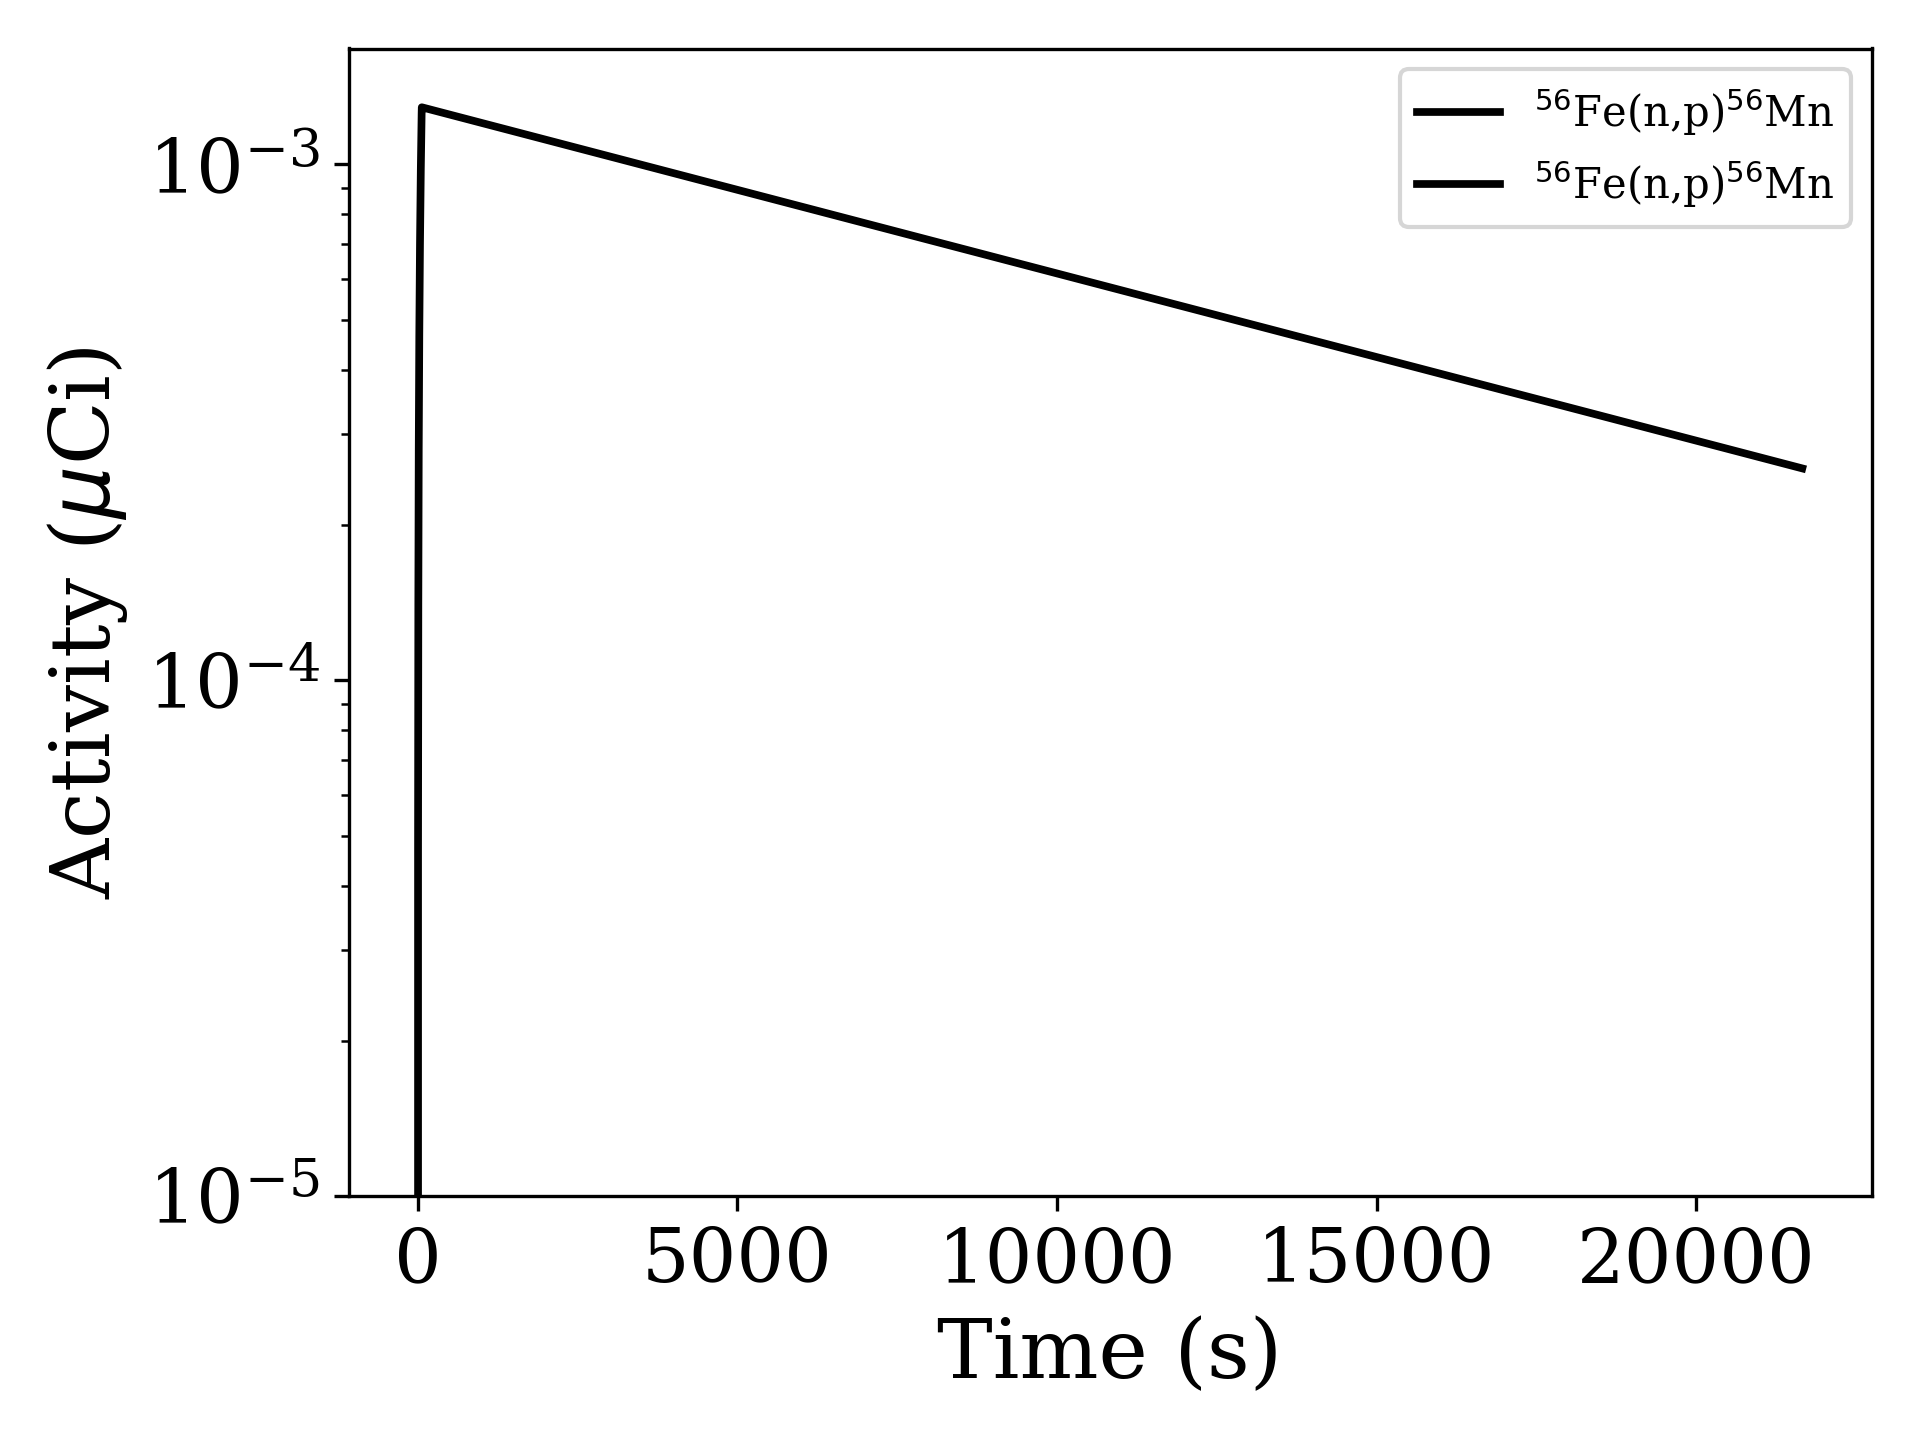 ⁵⁶Fe(n,p)⁵⁶Mn
⁵⁶Fe(n,p)⁵⁶Mn
Activity (μCi)
10⁻³
10⁻⁴
10⁻⁵
0 5000 10000 15000 20000
Time (s)